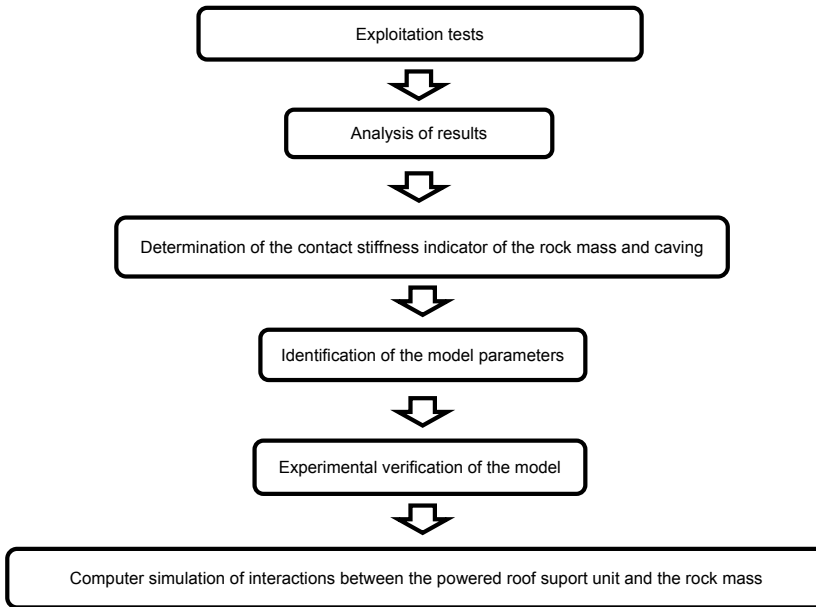 Exploitation tests
Analysis of results
Determination of the contact stiffness indicator of the rock mass and caving
Identification of the model parameters
Experimental verification of the model
Computer simulation of interactions between the powered roof suport unit and the rock mass